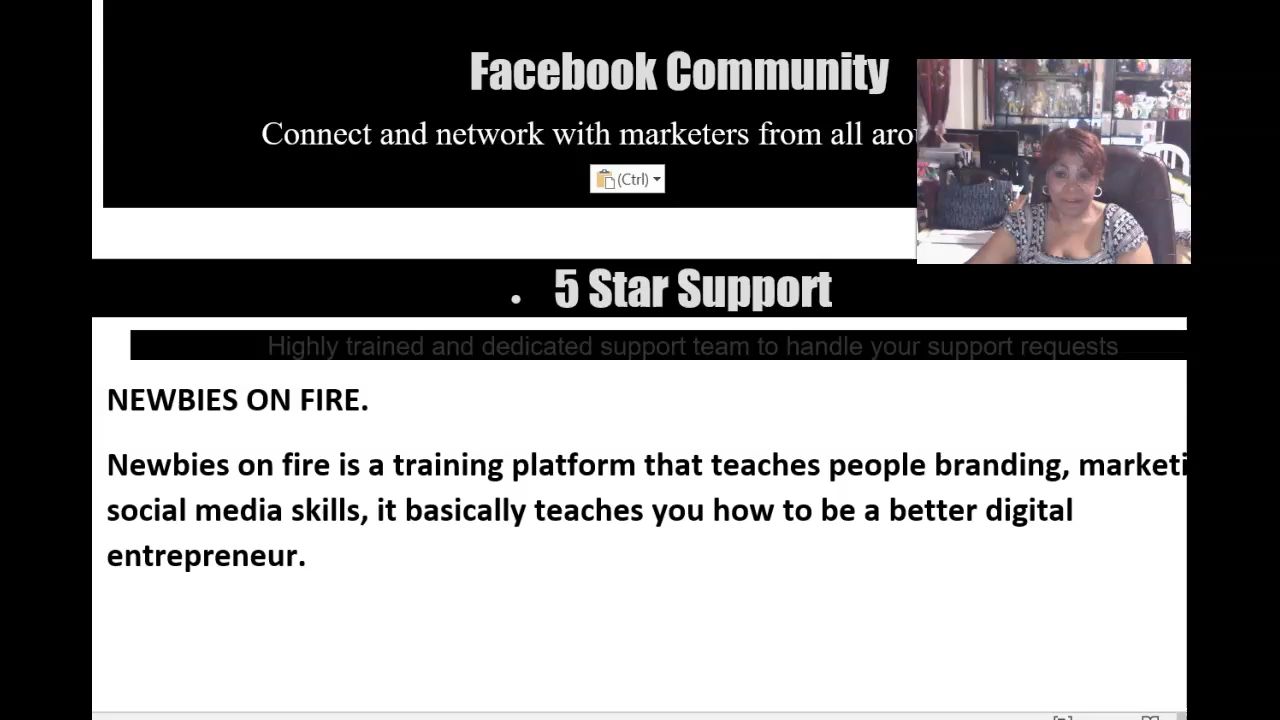 Facebook Community
Connect and network with marketers from all
(Ctrl)
• 5 Star Support
Highly trained and dedicated support team to handle your support requests
NEWBIES ON FIRE.
Newbies on fire is a training platform that teaches people branding, marketi
social media skills, it basically teaches you how to be a better digital
entrepreneur.